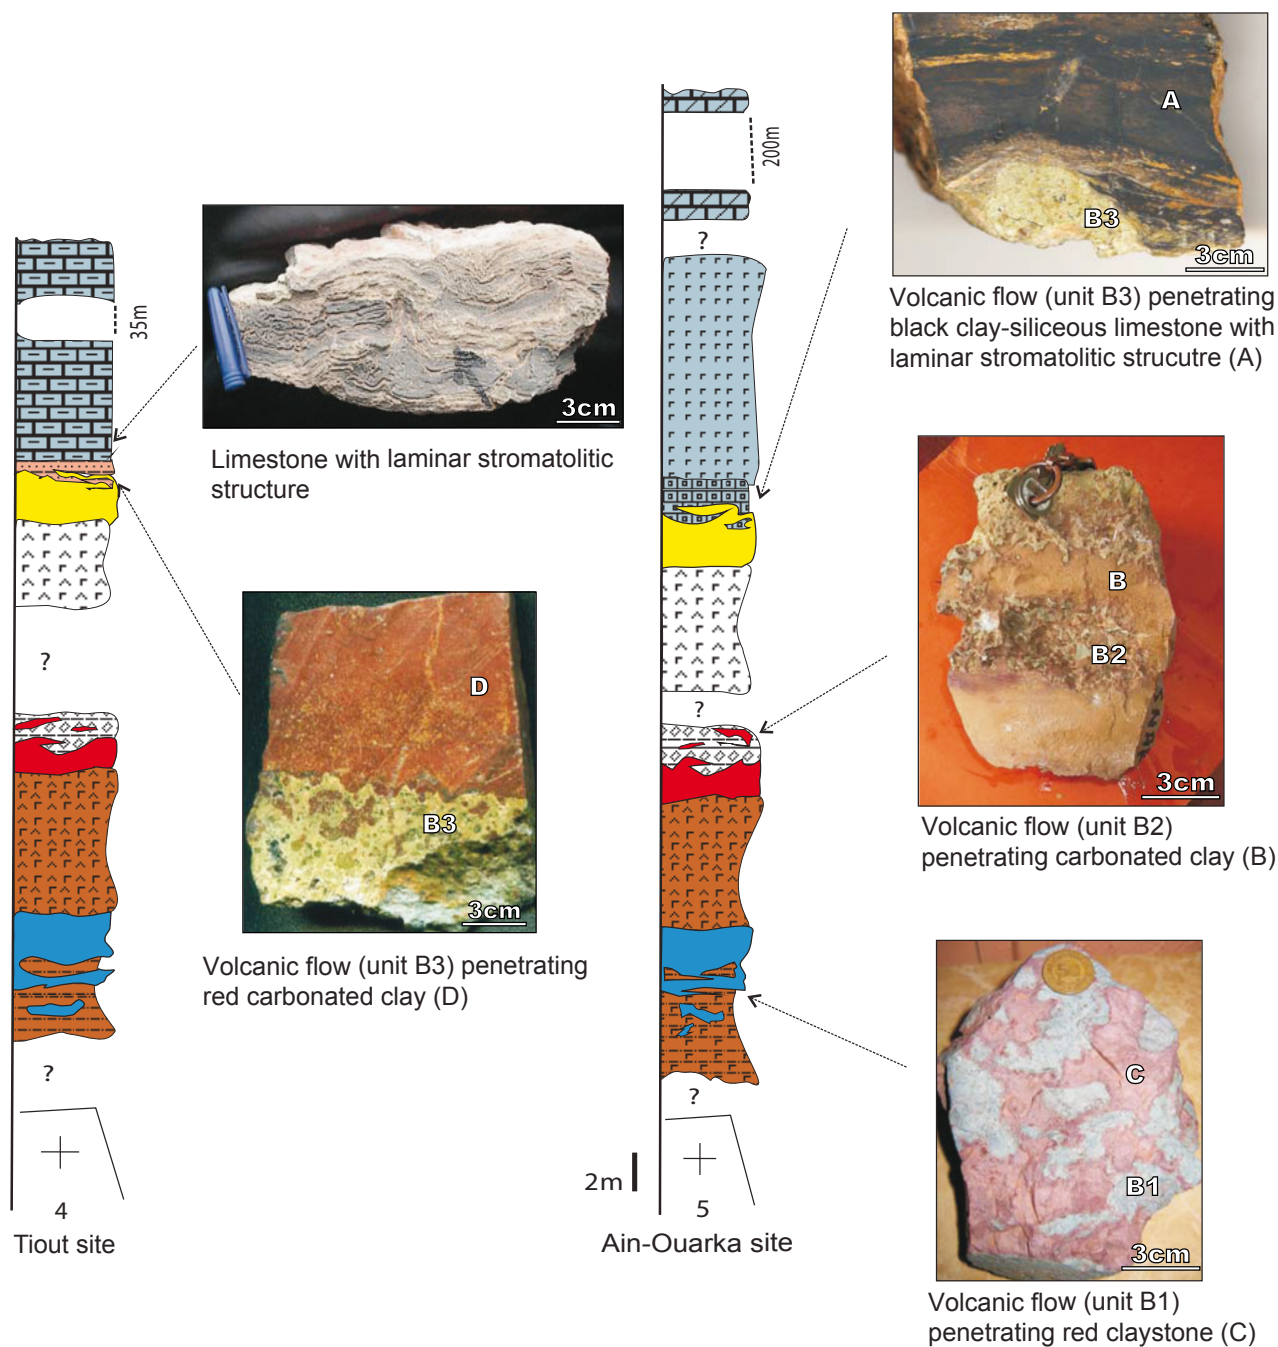 35m
3cm
Limestone with laminar stromatolitic
structure
?
D
B3
3cm
Volcanic flow (unit B3) penetrating
red carbonated clay (D)
?
4
Tiout site
200m
?
?
?
5
2m
Ain-Ouarka site
A
B3
3cm
Volcanic flow (unit B3) penetrating
black clay-siliceous limestone with
laminar stromatolitic strucutre (A)
B
B2
3cm
Volcanic flow (unit B2)
penetrating carbonated clay (B)
C
B1
3cm
Volcanic flow (unit B1)
penetrating red claystone (C)